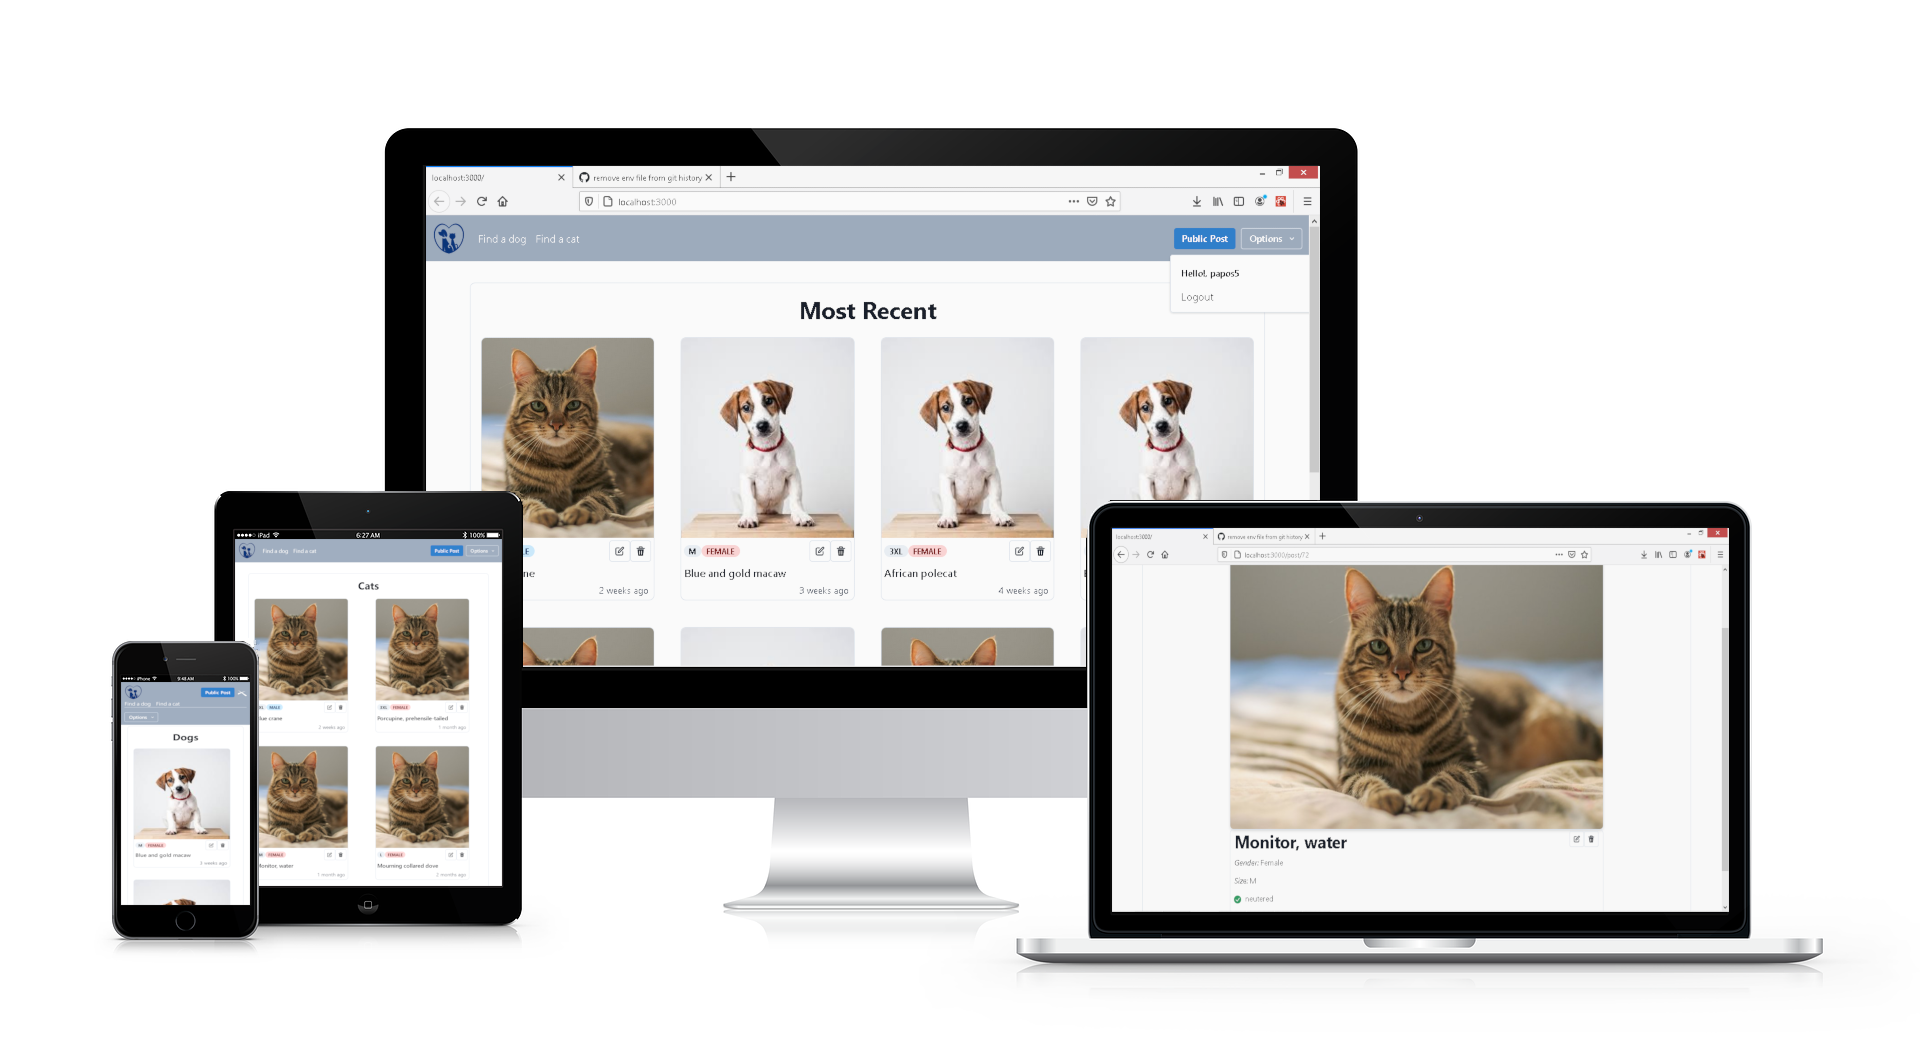 localhost:3000/
remove env file from git history
localhost:3000
Find a dog Find a cat
Public Post Options
Hello!, papos5
Logout
Most Recent
M FEMALE
3XL FEMALE
Blue and gold macaw
African polecat
2 weeks ago
3 weeks ago
4 weeks ago
iPad 6:27 AM 100%
Find a dog Find a cat
Public Post Options
Cats
MALE
3XL FEMALE
Porcupine, prehensile-tailed
2 weeks ago
1 month ago
FEMALE
L FEMALE
Mourning collared dove
1 month ago
2 months ago
iPhone 9:48 AM 100%
Public Post
Find a dog Find a cat
Options
Dogs
M FEMALE
Blue and gold macaw
3 weeks ago
localhost:3000/
remove env file from git history
localhost:3000/post/72
Monitor, water
Gender: Female
Size: M
neutered